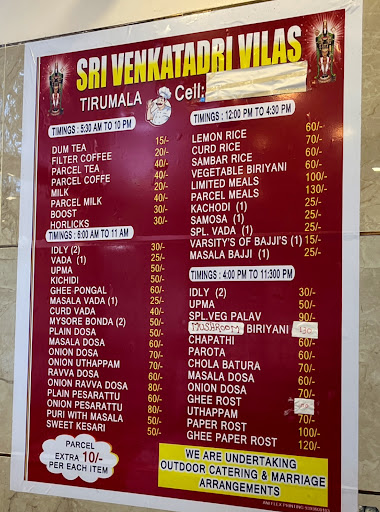 SRI VENKATADRI VILAS
TIRUMALA Cell:
TIMINGS : 5:30 AM TO 10 PM
DUM TEA 15/-
FILTER COFFEE 20/-
PARCEL TEA 40/-
PARCEL COFFE 40/-
MILK 20/-
PARCEL MILK 40/-
BOOST 30/-
HORLICKS 30/-
TIMINGS : 6:00 AM TO 11 AM
IDLY (2) 30/-
VADA (1) 25/-
UPMA 50/-
KICHIDI 50/-
GHEE PONGAL 60/-
MASALA VADA (1) 25/-
CURD VADA 40/-
MYSORE BONDA (2) 50/-
PLAIN DOSA 50/-
MASALA DOSA 60/-
ONION DOSA 70/-
ONION UTHAPPAM 70/-
RAVVA DOSA 60/-
ONION RAVVA DOSA 80/-
PLAIN PESARATTU 60/-
ONION PESARATTU 60/-
PURI WITH MASALA 50/-
SWEET KESARI 50/-
PARCEL
EXTRA 10/-
PER EACH ITEM
TIMINGS : 12:00 PM TO 4:30 PM
LEMON RICE 60/-
CURD RICE 70/-
SAMBAR RICE 60/-
VEGETABLE BIRIYANI 80/-
LIMITED MEALS 100/-
PARCEL MEALS 130/-
KACHODI (1) 25/-
SAMOSA (1) 25/-
SPL. VADA (1) 25/-
VARSITY'S OF BAJJI'S (1) 15/-
MASALA BAJJI (1) 25/-
TIMINGS : 4:00 PM TO 11:300 PM
IDLY (2) 30/-
UPMA 50/-
SPL.VEG PALAV 90/-
MUSHROOM BIRIYANI 130
CHAPATHI 60/-
PAROTA 60/-
CHOLA BATURA 70/-
MASALA DOSA 60/-
ONION DOSA 70/-
GHEE ROST
UTHAPPAM
PAPER ROST 100/-
GHEE PAPER ROST 120/-
WE ARE UNDERTAKING
OUTDOOR CATERING & MARRIAGE
ARRANGEMENTS